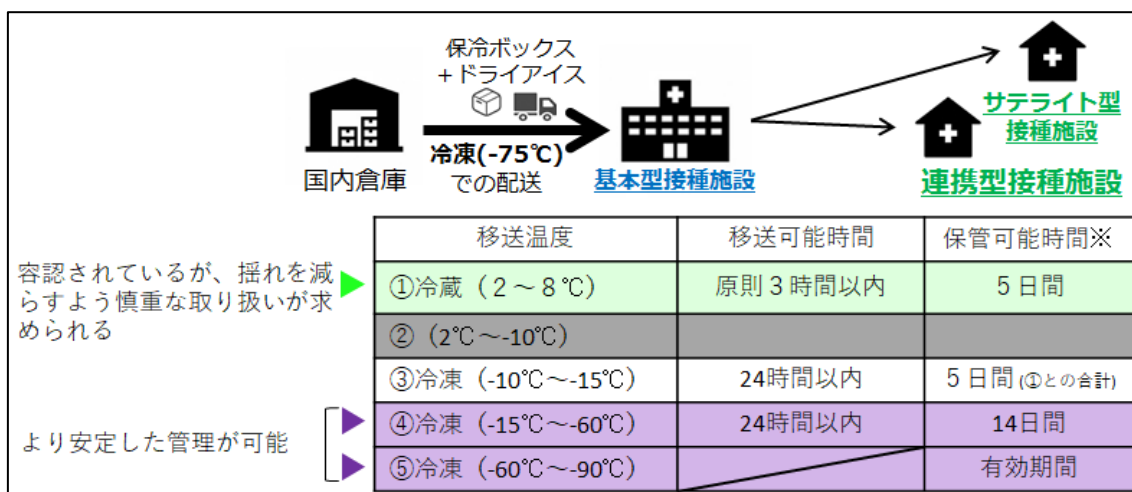 保冷ボックス
+ドライアイス
冷凍(-75℃)
での配送
国内倉庫
基本型接種施設
サテライト型
接種施設
連携型接種施設
移送温度 移送可能時間 保管可能時間※
容認されているが、揺れを減
らすよう慎重な取り扱いが求
められる
①冷蔵(2～8℃) 原則3時間以内 5日間
②(2℃～-10℃)
③冷凍(-10℃～-15℃) 24時間以内 5日間(①との合計)
より安定した管理が可能
④冷凍(-15℃～-60℃) 24時間以内 14日間
⑤冷凍(-60℃～-90℃) 有効期間